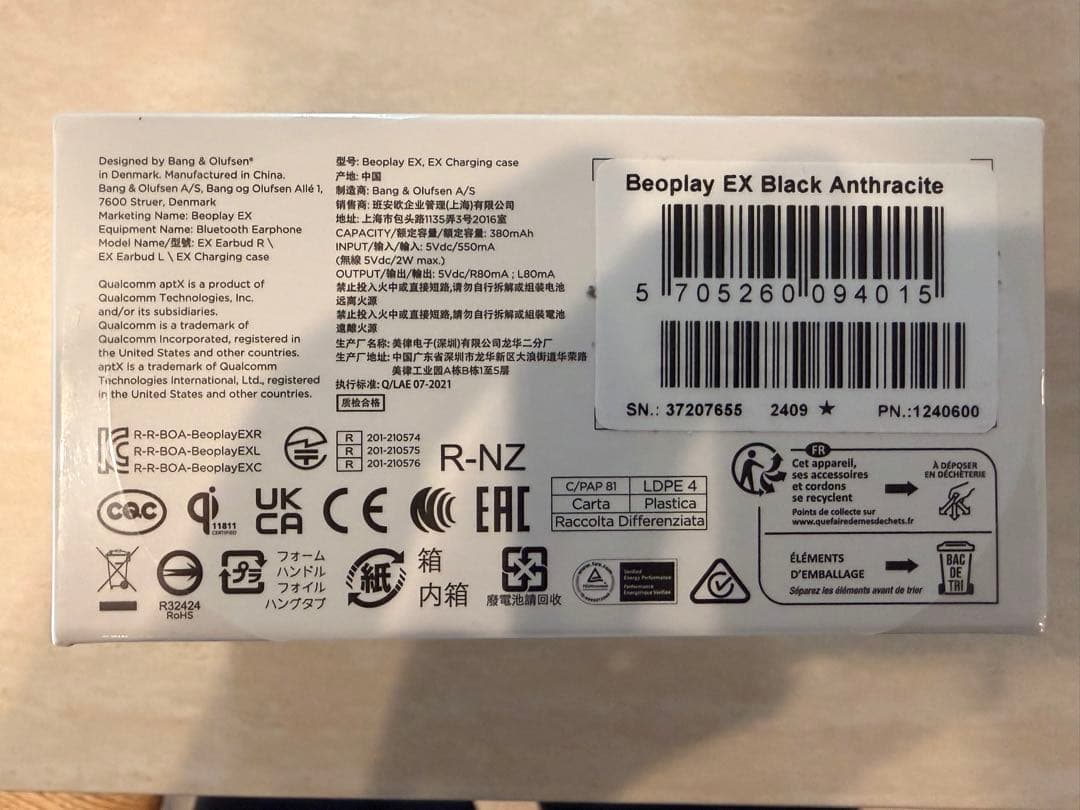 Designed by Bang & Olufsen®
in Denmark. Manufactured in China.
Bang & Olufsen A/S, Bang og Olufsen Allé 1,
7600 Struer, Denmark
Marketing Name: Beoplay EX
Equipment Name: Bluetooth Earphone
Model Name/型號: EX Earbud R \
EX Earbud L \ EX Charging case
Qualcomm aptX is a product of
Qualcomm Technologies, Inc.
and/or its subsidiaries.
Qualcomm is a trademark of
Qualcomm Incorporated, registered in
the United States and other countries.
aptX is a trademark of Qualcomm
Technologies International, Ltd., registered
in the United States and other countries.
型号: Beoplay EX, EX Charging case
产地: 中国
制造商: Bang & Olufsen A/S
销售商: 班安欧企业管理(上海)有限公司
地址: 上海市包头路1135弄3号2016室
CAPACITY/额定容量/額定容量: 380mAh
INPUT/输入/輸入: 5Vdc/550mA
(無線 5Vdc/2W max.)
OUTPUT/输出/輸出: 5Vdc/R80mA ; L80mA
禁止投入火中或直接短路,请勿自行拆解或组装电池
远离火源
禁止投入火中或直接短路,請勿自行拆解或組裝電池
遠離火源
生产厂名称: 美律电子(深圳)有限公司龙华二分厂
生产厂地址: 中国广东省深圳市龙华新区大浪街道华荣路
美律工业园A栋B栋1至5层
执行标准: Q/LAE 07-2021
质检合格
Beoplay EX Black Anthracite
5 705260 094015
SN.: 37207655 2409 ★ PN.:1240600
R-R-BOA-BeoplayEXR
R-R-BOA-BeoplayEXL
R-R-BOA-BeoplayEXC
R 201-210574
R 201-210575
R 201-210576
R-NZ
CQC
qi
11811
CERTIFIED
UK
CA
CE
EAC
C/PAP 81 LDPE 4
Carta Plastica
Raccolta Differenziata
FR
Cet appareil,
ses accessoires
et cordons
se recyclent
À DÉPOSER
EN DÉCHÈTERIE
Points de collecte sur
www.quefairedemesdechets.fr
ÉLÉMENTS
D'EMBALLAGE
BAC
DE
TRI
Séparez les éléments avant de trier
R32424
RoHS
プラ
フォーム
ハンドル
フォイル
ハングタブ
紙
箱
内箱
廢電池請回收
Verified
Energy Performance
Performance
Énergétique Vérifiée